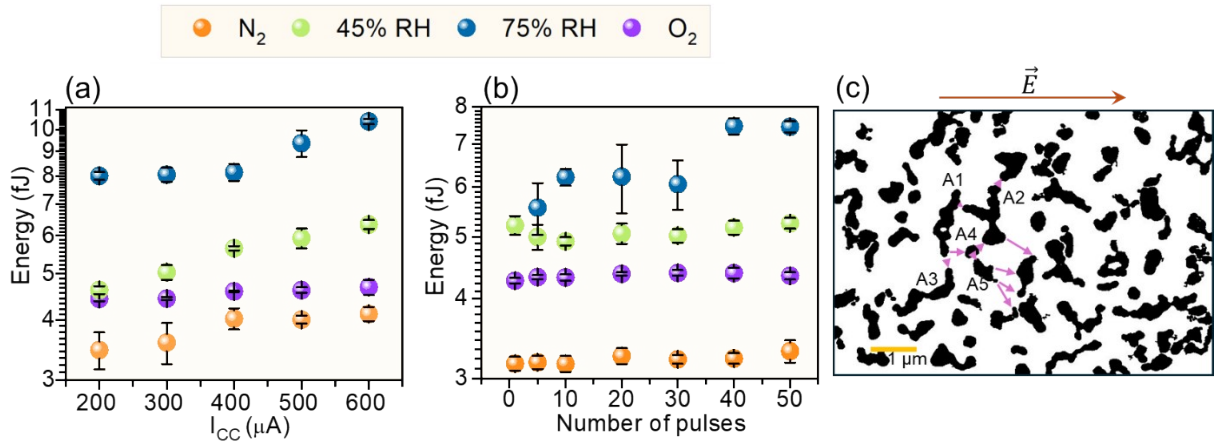 N₂ 45% RH 75% RH O₂
(a)
11
10
9
8
7
6
5
4
3
Energy (fJ)
200 300 400 500 600
I_CC (μA)
(b)
8
7
6
5
4
3
Energy (fJ)
0 10 20 30 40 50
Number of pulses
(c)
E⃗
A1
A2
A4
A3
A5
1 μm